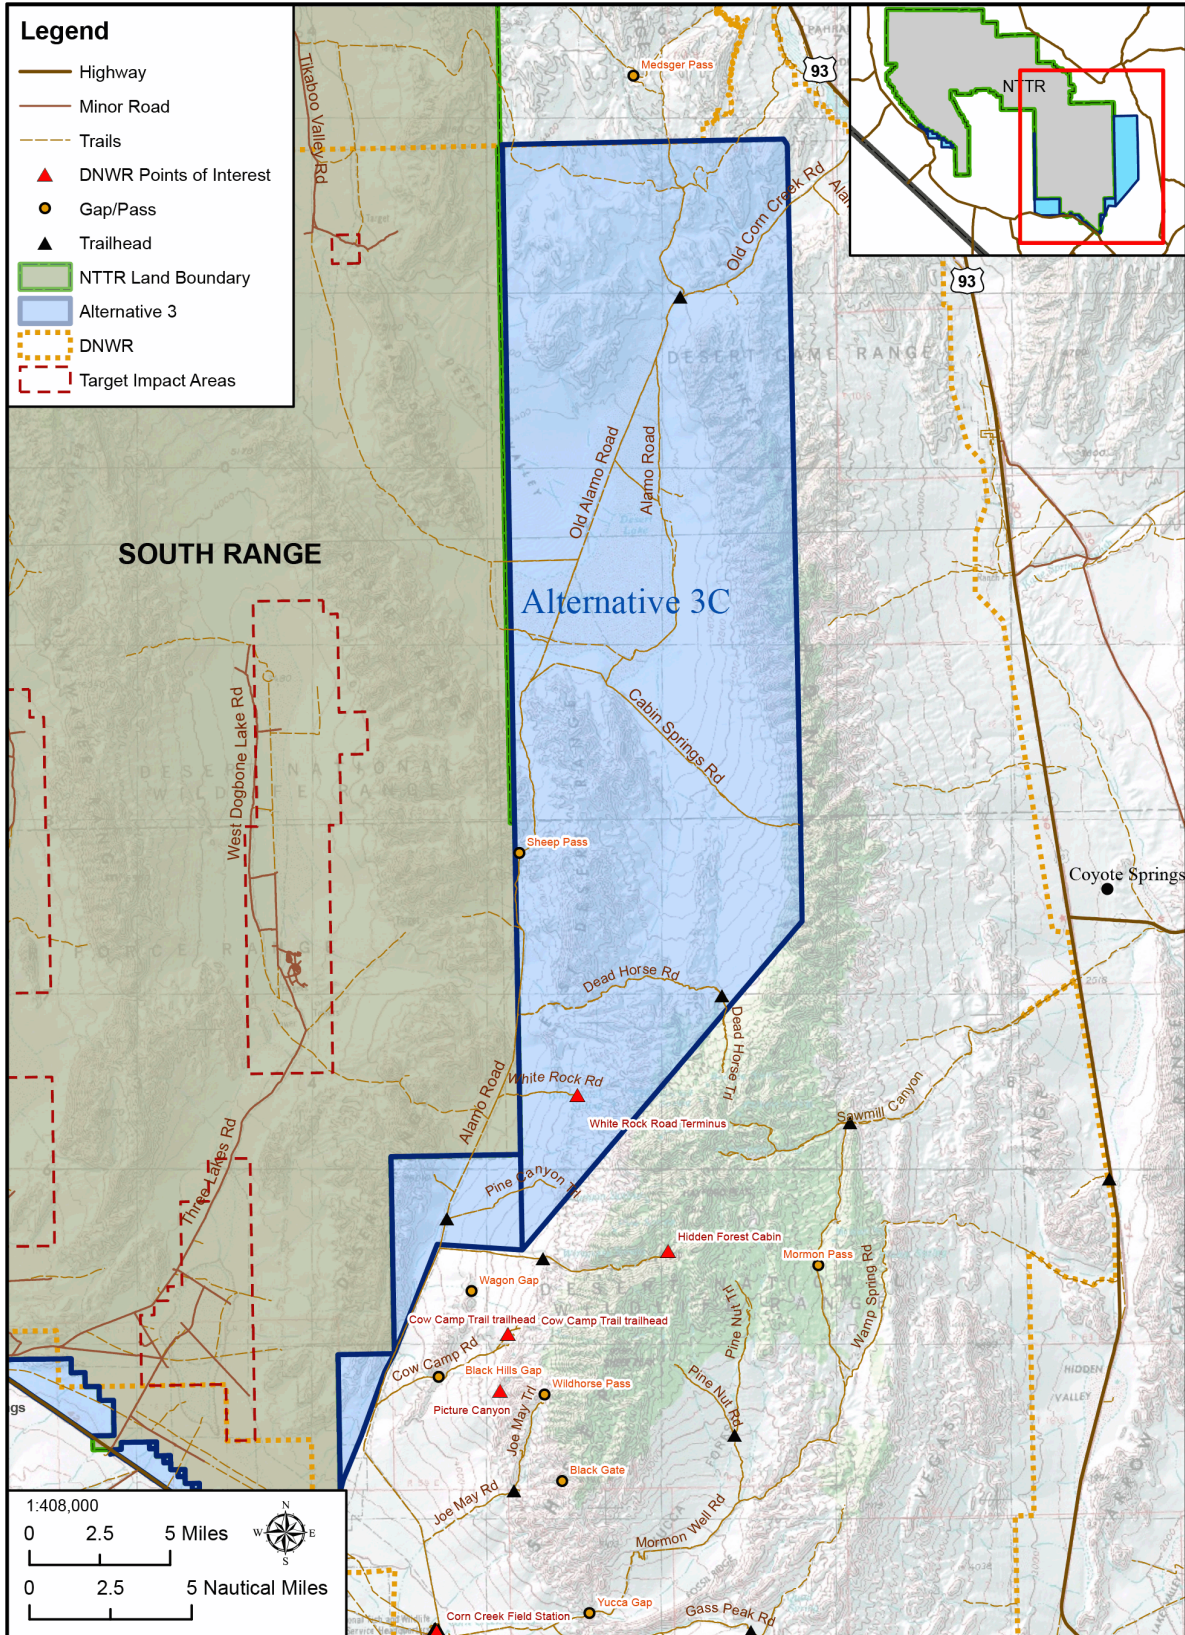 Legend
Highway
Minor Road
Trails
DNWR Points of Interest
Gap/Pass
Trailhead
NTTR Land Boundary
Alternative 3
DNWR
Target Impact Areas
Tikaboo Valley Rd
Target
Medsger Pass
93
NTTR
Old Corn Creek Rd
93
DESERT GAME RANGE
Old Alamo Road
Alamo Road
Desert
Lake
SOUTH RANGE
Alternative 3C
West Dogbone Lake Rd
Cabin Springs Rd
Sheep Pass
Coyote Springs
Dead Horse Rd
Dead Horse Trl
White Rock Rd
White Rock Road Terminus
Alamo Road
Sawmill Canyon
Three Lakes Rd
Pine Canyon Trl
Hidden Forest Cabin
Mormon Pass
Wagon Gap
Wamp Spring Rd
Pine Nut Trl
Cow Camp Trail trailhead
Cow Camp Trail trailhead
Cow Camp Rd
Black Hills Gap
Wildhorse Pass
Pine Nut Rd
HIDDEN
VALLEY
Picture Canyon
Joe May Trl
gs
Black Gate
Joe May Rd
Mormon Well Rd
1:408,000
0 2.5 5 Miles
0 2.5 5 Nautical Miles
N
W E
S
Yucca Gap
Corn Creek Field Station
Gass Peak Rd